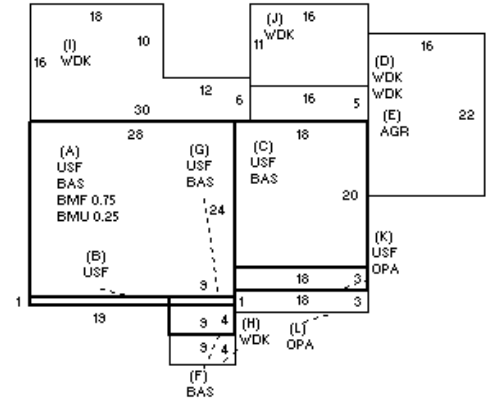 18
16
(J)
WDK
(I)
WDK
10
11
16
16
(D)
WDK
WDK
12
6
16
5
(E)
AGR
22
30
28
18
(A)
USF
BAS
BMF 0.75
BMU 0.25
(G)
USF
BAS
(C)
USF
BAS
24
20
(K)
USF
OPA
(B)
USF
9
18
3
1
1
18
3
19
9
4
(H)
WDK
(L)
OPA
9
4
(F)
BAS